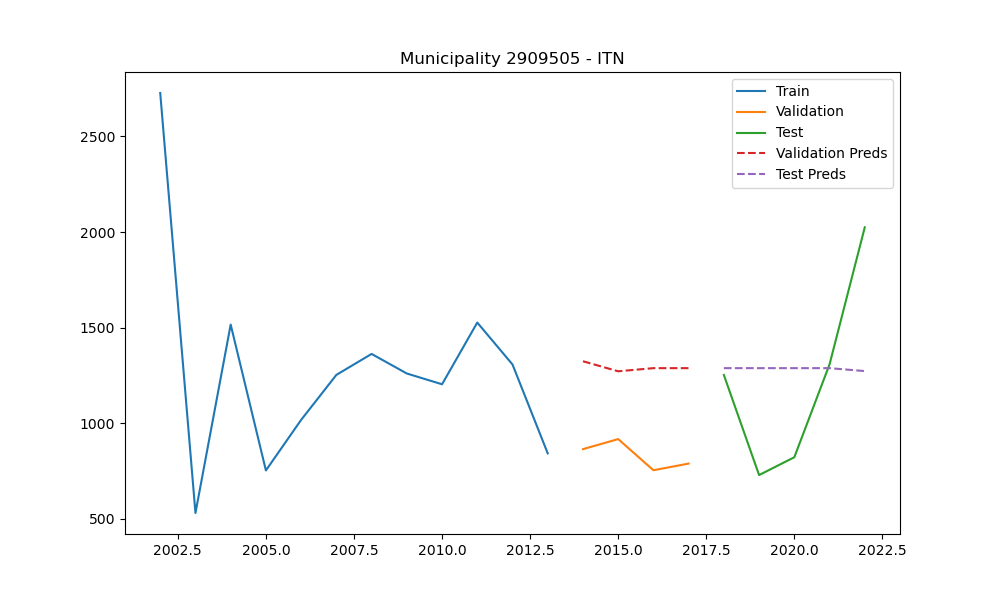 Municipality 2909505 - ITN
Train
Validation
Test
Validation Preds
Test Preds
2500
2000
1500
1000
500
2002.5 2005.0 2007.5 2010.0 2012.5 2015.0 2017.5 2020.0 2022.5